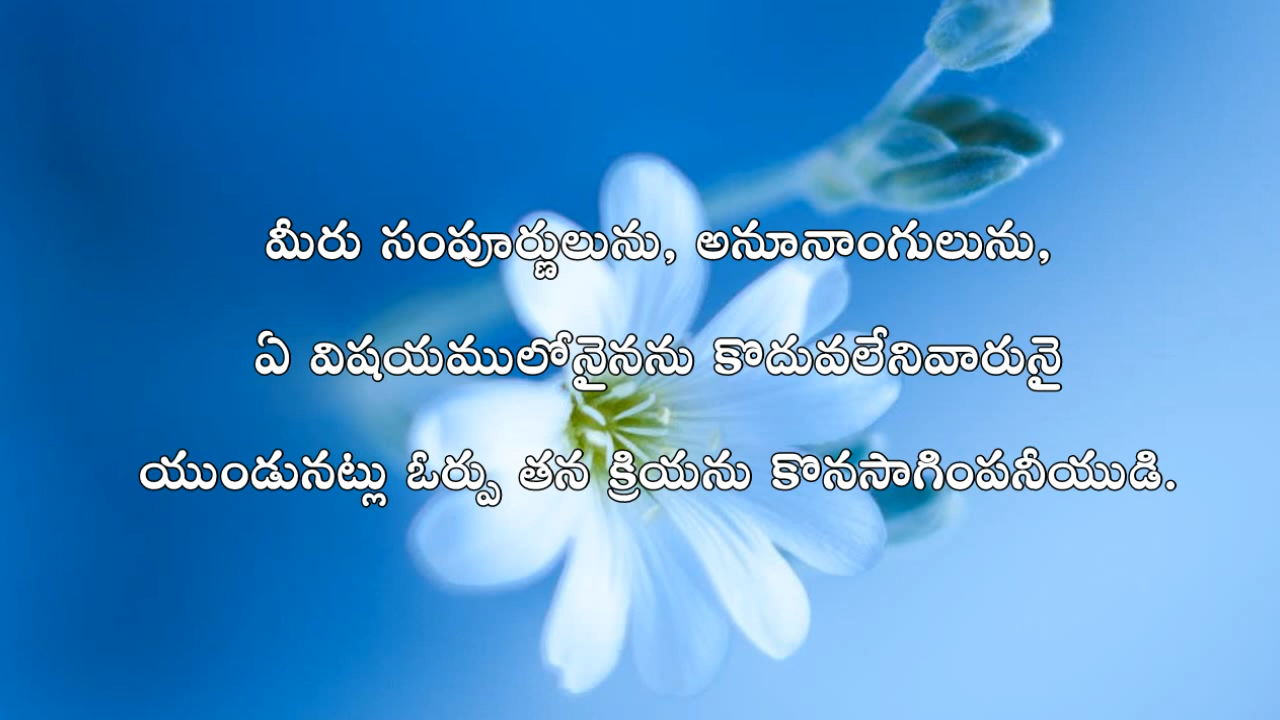 మీరు సంపూర్ణులును, అనూనాంగులును,
ఏ విషయములోనైనను కొదువలేనివారునై
యుండునట్లు ఓర్పు తన క్రియను కొనసాగింపనీయుడి.